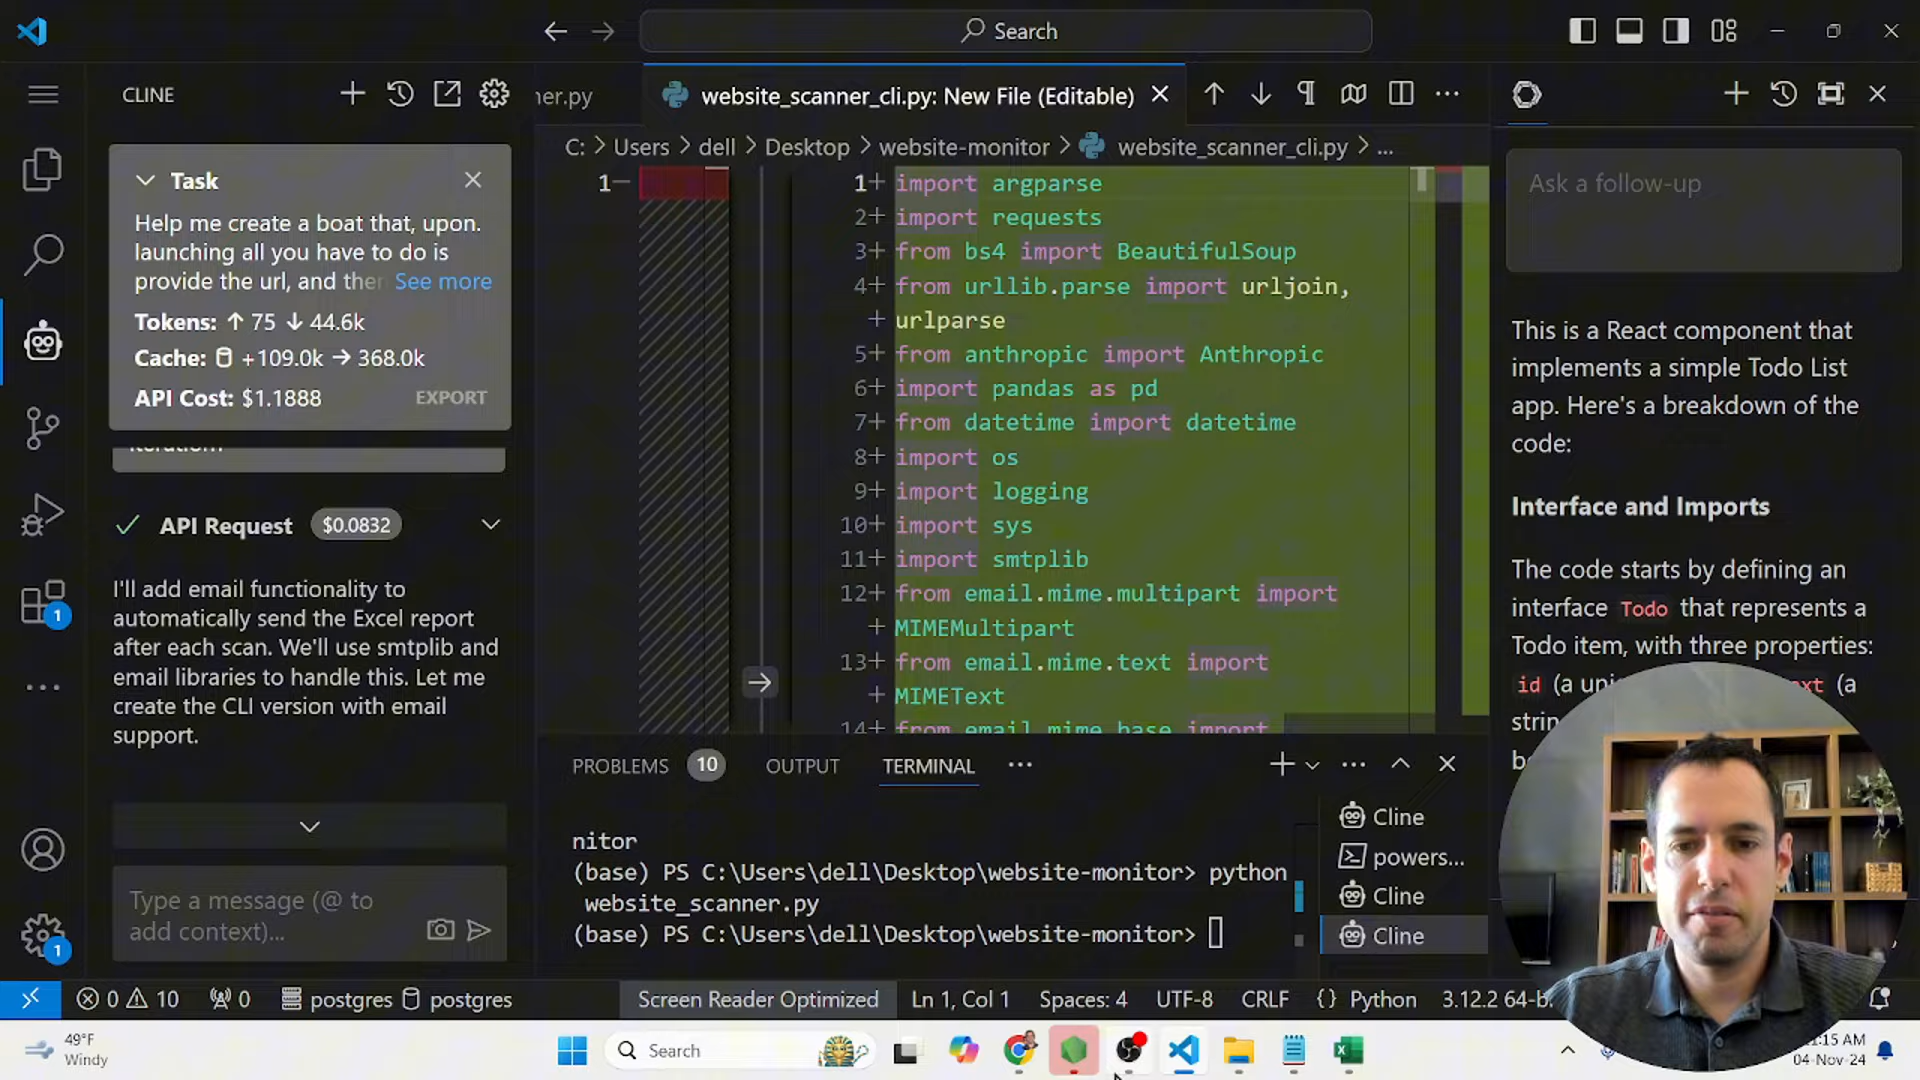 Search
CLINE
ner.py
website_scanner_cli.py: New File (Editable)
C: > Users > dell > Desktop > website-monitor > website_scanner_cli.py > ...
Task
Help me create a boat that, upon.
launching all you have to do is
provide the url, and then See more
Tokens: ↑ 75 ↓ 44.6k
Cache: +109.0k → 368.0k
API Cost: $1.1888 EXPORT
API Request $0.0832
I'll add email functionality to
automatically send the Excel report
after each scan. We'll use smtplib and
email libraries to handle this. Let me
create the CLI version with email
support.
Type a message (@ to
add context)...
1
1
1−
1+ import argparse
2+ import requests
3+ from bs4 import BeautifulSoup
4+ from urllib.parse import urljoin,
+ urlparse
5+ from anthropic import Anthropic
6+ import pandas as pd
7+ from datetime import datetime
8+ import os
9+ import logging
10+ import sys
11+ import smtplib
12+ from email.mime.multipart import
+ MIMEMultipart
13+ from email.mime.text import
+ MIMEText
14+ from email.mime.base import
PROBLEMS 10 OUTPUT TERMINAL ...
nitor
(base) PS C:\Users\dell\Desktop\website-monitor> python
website_scanner.py
(base) PS C:\Users\dell\Desktop\website-monitor>
Cline
powers...
Cline
Cline
Ask a follow-up
This is a React component that
implements a simple Todo List
app. Here's a breakdown of the
code:
Interface and Imports
The code starts by defining an
interface Todo that represents a
Todo item, with three properties:
id (a
(a
0 10 0 postgres postgres Screen Reader Optimized Ln 1, Col 1 Spaces: 4 UTF-8 CRLF {} Python 3.12.2
49°F
Windy
Search
:15 AM
04-Nov-24